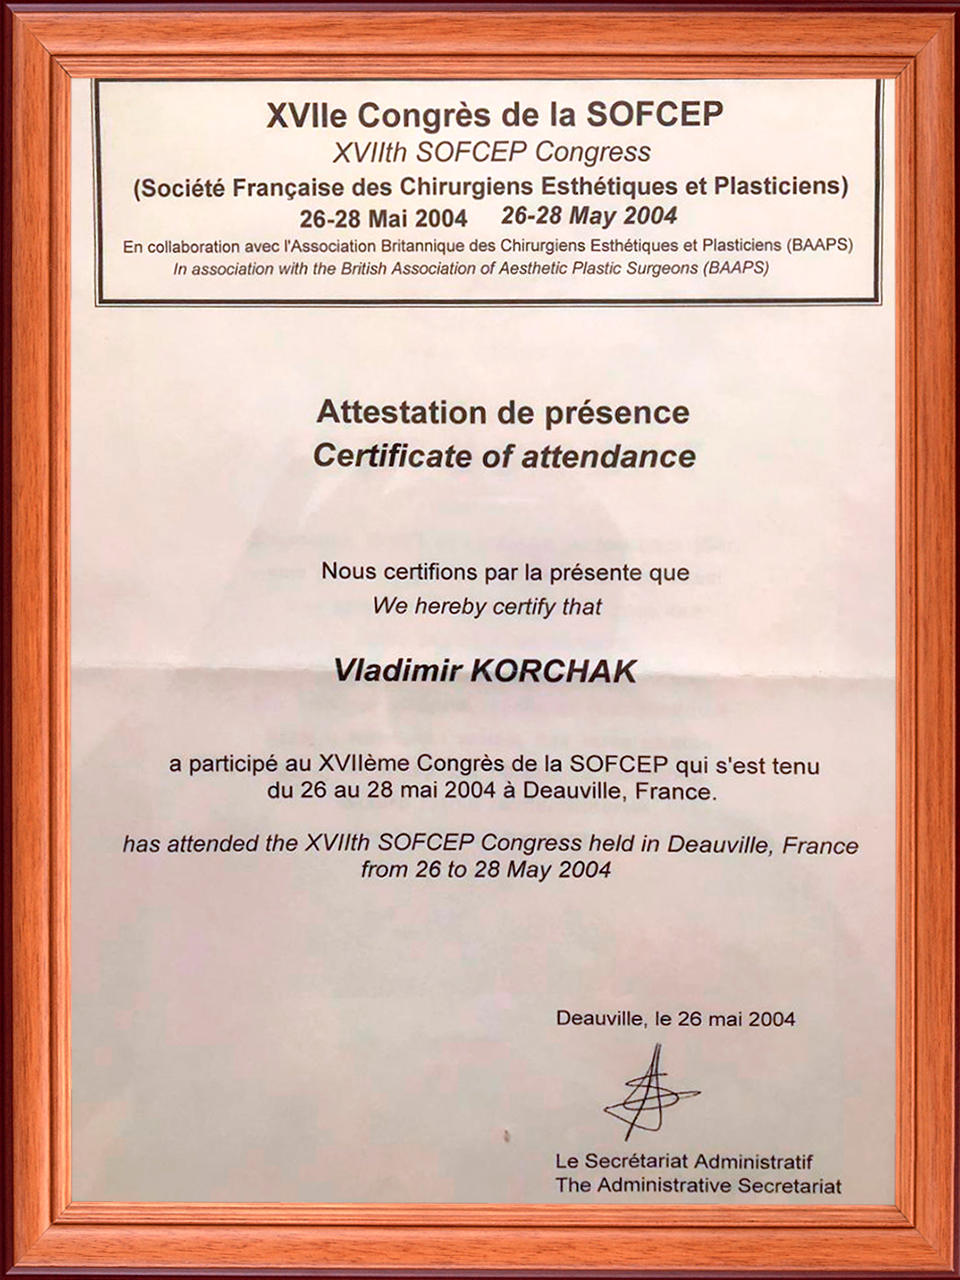 XVIIe Congrès de la SOFCEP
XVIIth SOFCEP Congress
(Société Française des Chirurgiens Esthétiques et Plasticiens)
26-28 Mai 2004 26-28 May 2004
En collaboration avec l'Association Britannique des Chirurgiens Esthétiques et Plasticiens (BAAPS)
In association with the British Association of Aesthetic Plastic Surgeons (BAAPS)
Attestation de présence
Certificate of attendance
Nous certifions par la présente que
We hereby certify that
Vladimir KORCHAK
a participé au XVIIème Congrès de la SOFCEP qui s'est tenu
du 26 au 28 mai 2004 à Deauville, France.
has attended the XVIIth SOFCEP Congress held in Deauville, France
from 26 to 28 May 2004
Deauville, le 26 mai 2004
Le Secrétariat Administratif
The Administrative Secretariat